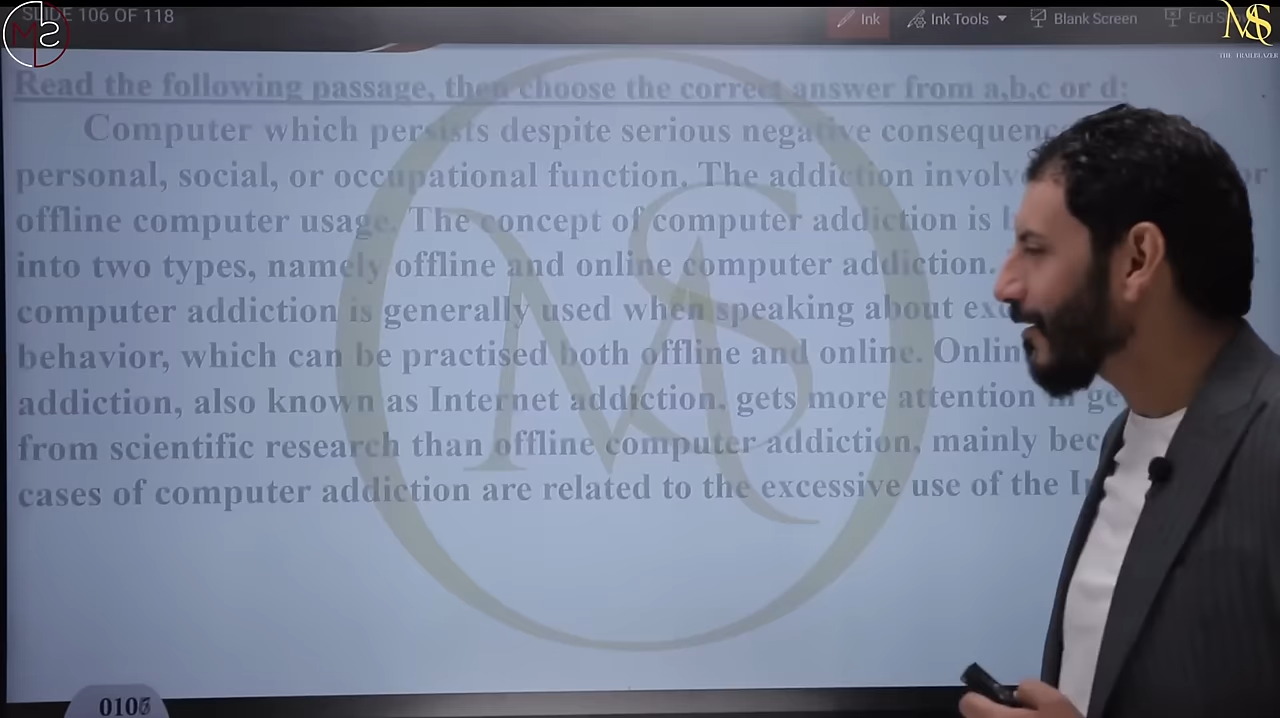 SLIDE 106 OF 118
Ink
Ink Tools
Blank Screen
End
MS
THE TRAILBLAZER
Read the following passage, then choose the correct answer from a,b,c or d:
Computer which persists despite serious negative
personal, social, or occupational function. The addiction
offline computer usage. The concept of computer addiction is
into two types, namely offline and online computer addiction.
computer addiction is generally used when speaking about
behavior, which can be practised both offline and online.
addiction, also known as Internet addiction, gets more attention in
from scientific research than offline computer addiction, mainly
cases of computer addiction are related to the excessive use of the